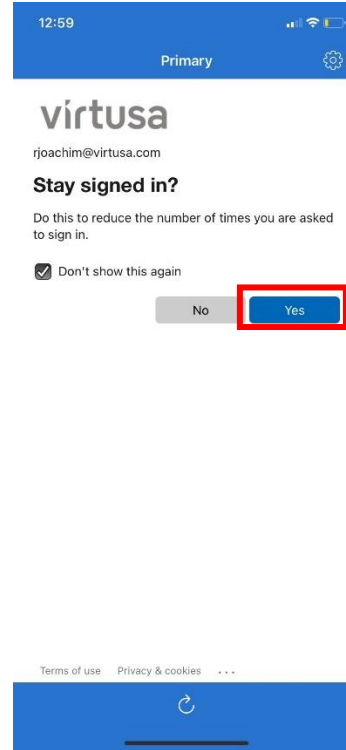 12:59
Primary
virtusa
rjoachim@virtusa.com
Stay signed in?
Do this to reduce the number of times you are asked
to sign in.
Don't show this again
No Yes
Terms of use Privacy & cookies ...